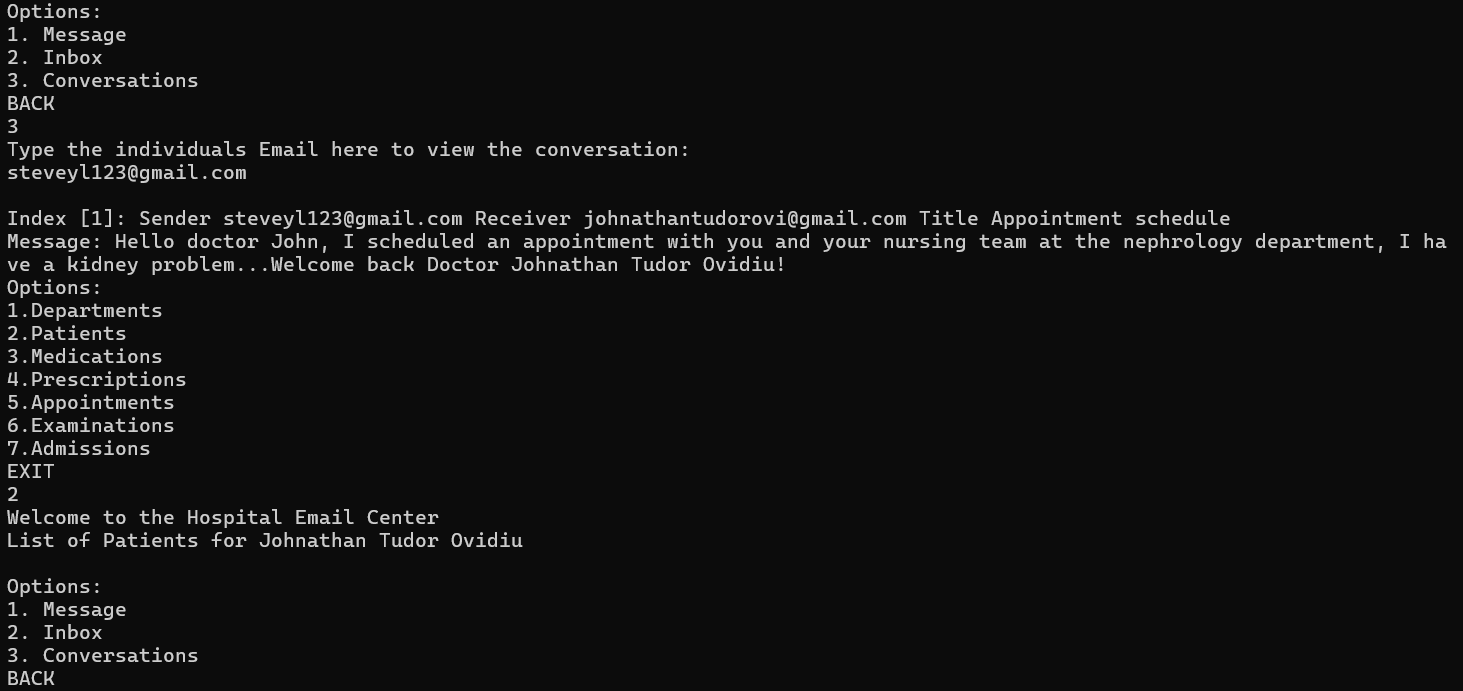 Options:
1. Message
2. Inbox
3. Conversations
BACK
3
Type the individuals Email here to view the conversation:
steveyl123@gmail.com
Index [1]: Sender steveyl123@gmail.com Receiver johnathantudorovi@gmail.com Title Appointment schedule
Message: Hello doctor John, I scheduled an appointment with you and your nursing team at the nephrology department, I ha
ve a kidney problem...Welcome back Doctor Johnathan Tudor Ovidiu!
Options:
1.Departments
2.Patients
3.Medications
4.Prescriptions
5.Appointments
6.Examinations
7.Admissions
EXIT
2
Welcome to the Hospital Email Center
List of Patients for Johnathan Tudor Ovidiu
Options:
1. Message
2. Inbox
3. Conversations
BACK